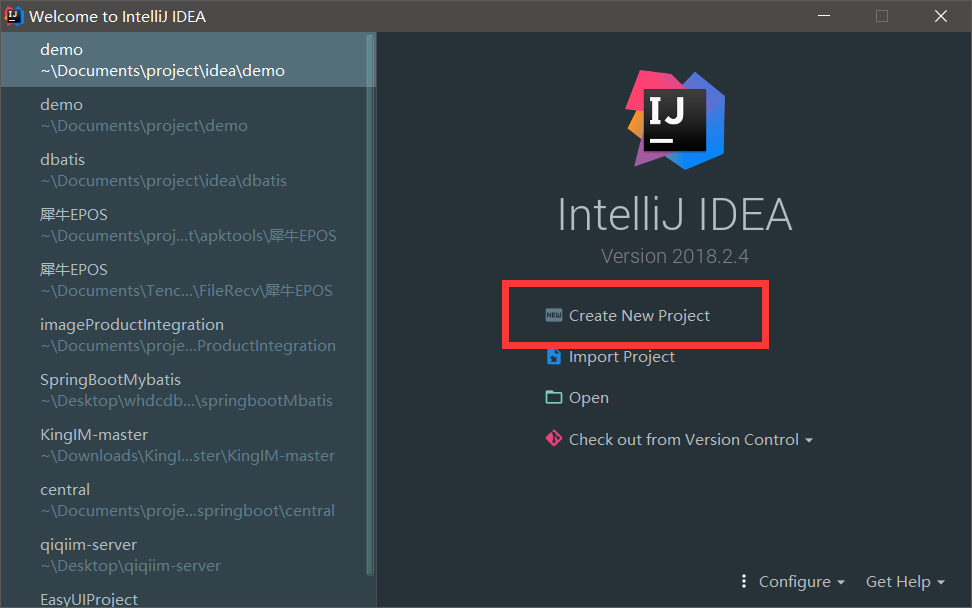 Welcome to IntelliJ IDEA
demo
~\Documents\project\idea\demo
demo
~\Documents\project\demo
dbatis
~\Documents\project\idea\dbatis
犀牛EPOS
~\Documents\proj...t\apktools\犀牛EPOS
犀牛EPOS
~\Documents\Tenc...\FileRecv\犀牛EPOS
imageProductIntegration
~\Documents\proje...ProductIntegration
SpringBootMybatis
~\Desktop\whdcdb...\springbootMbatis
KingIM-master
~\Downloads\KingI...ster\KingIM-master
central
~\Documents\proje...springboot\central
qiqiim-server
~\Desktop\qiqiim-server
EasyUIProject
IJ
IntelliJ IDEA
Version 2018.2.4
NEW Create New Project
Import Project
Open
Check out from Version Control
Configure
Get Help